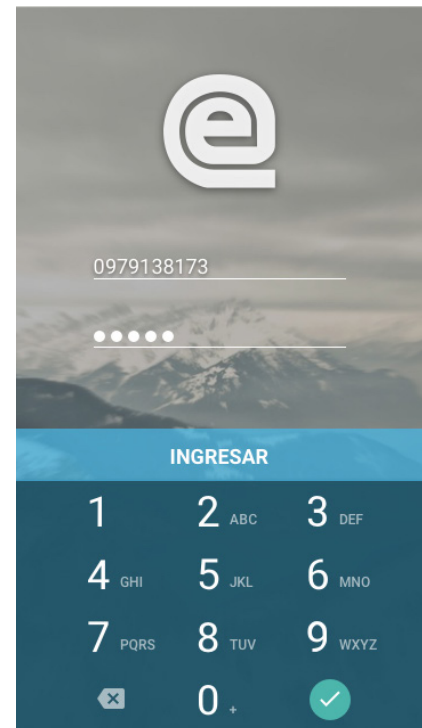 e
0979138173
●●●●●
INGRESAR
1 2 ABC 3 DEF
4 GHI 5 JKL 6 MNO
7 PQRS 8 TUV 9 WXYZ
0 +